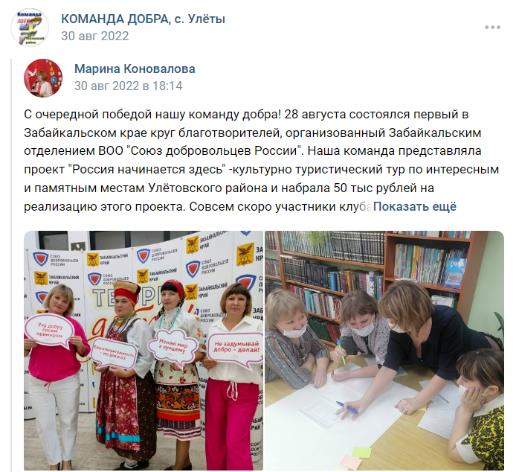 КОМАНДА ДОБРА, с. Улёты
30 авг 2022
Марина Коновалова
30 авг 2022 в 18:14
С очередной победой нашу команду добра! 28 августа состоялся первый в
Забайкальском крае круг благотворителей, организованный Забайкальским
отделением ВОО "Союз добровольцев России". Наша команда представляла
проект "Россия начинается здесь" -культурно туристический тур по интересным
и памятным местам Улётовского района и набрала 50 тыс рублей на
реализацию этого проекта. Совсем скоро участники клуба Показать ещё
СОЮЗ ДОБРОВОЛЬЦЕВ РОССИИ
ЗАБАЙКАЛЬСКИЙ КРАЙ
Не задумывай
добро - делай!